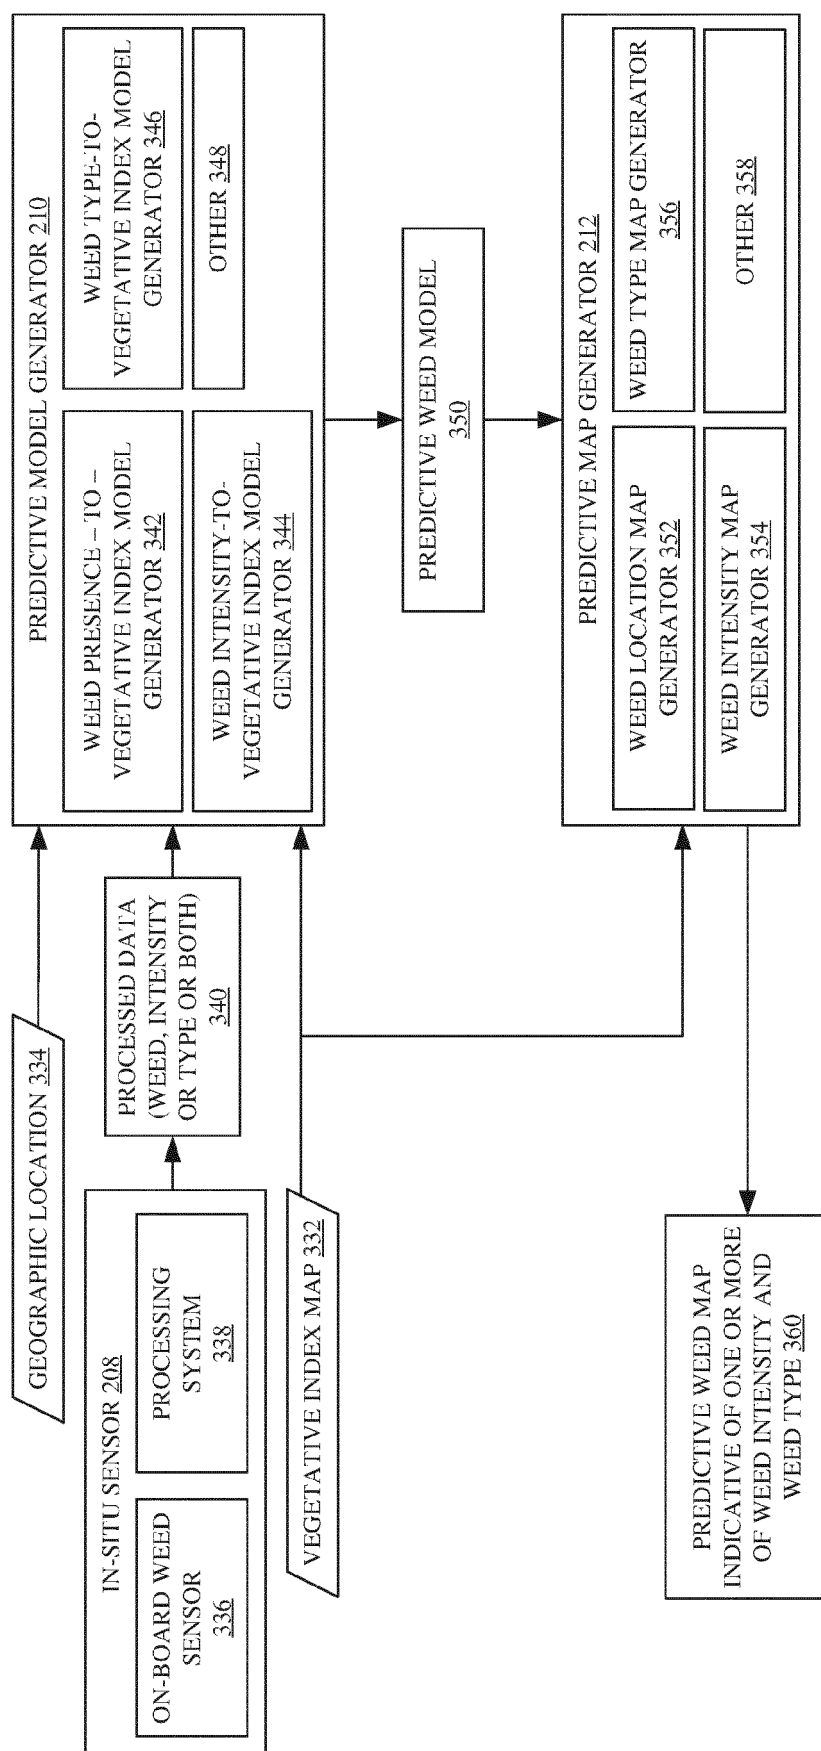 GEOGRAPHIC LOCATION 334
IN-SITU SENSOR 208
ON-BOARD WEED
SENSOR
336
PROCESSING
SYSTEM
338
VEGETATIVE INDEX MAP 332
PROCESSED DATA
(WEED, INTENSITY
OR TYPE OR BOTH)
340
PREDICTIVE MODEL GENERATOR 210
WEED PRESENCE – TO –
VEGETATIVE INDEX MODEL
GENERATOR 342
WEED TYPE-TO-
VEGETATIVE INDEX MODEL
GENERATOR 346
WEED INTENSITY-TO-
VEGETATIVE INDEX MODEL
GENERATOR 344
OTHER 348
PREDICTIVE WEED MODEL
350
PREDICTIVE MAP GENERATOR 212
WEED LOCATION MAP
GENERATOR 352
WEED TYPE MAP GENERATOR
356
WEED INTENSITY MAP
GENERATOR 354
OTHER 358
PREDICTIVE WEED MAP
INDICATIVE OF ONE OR MORE
OF WEED INTENSITY AND
WEED TYPE 360